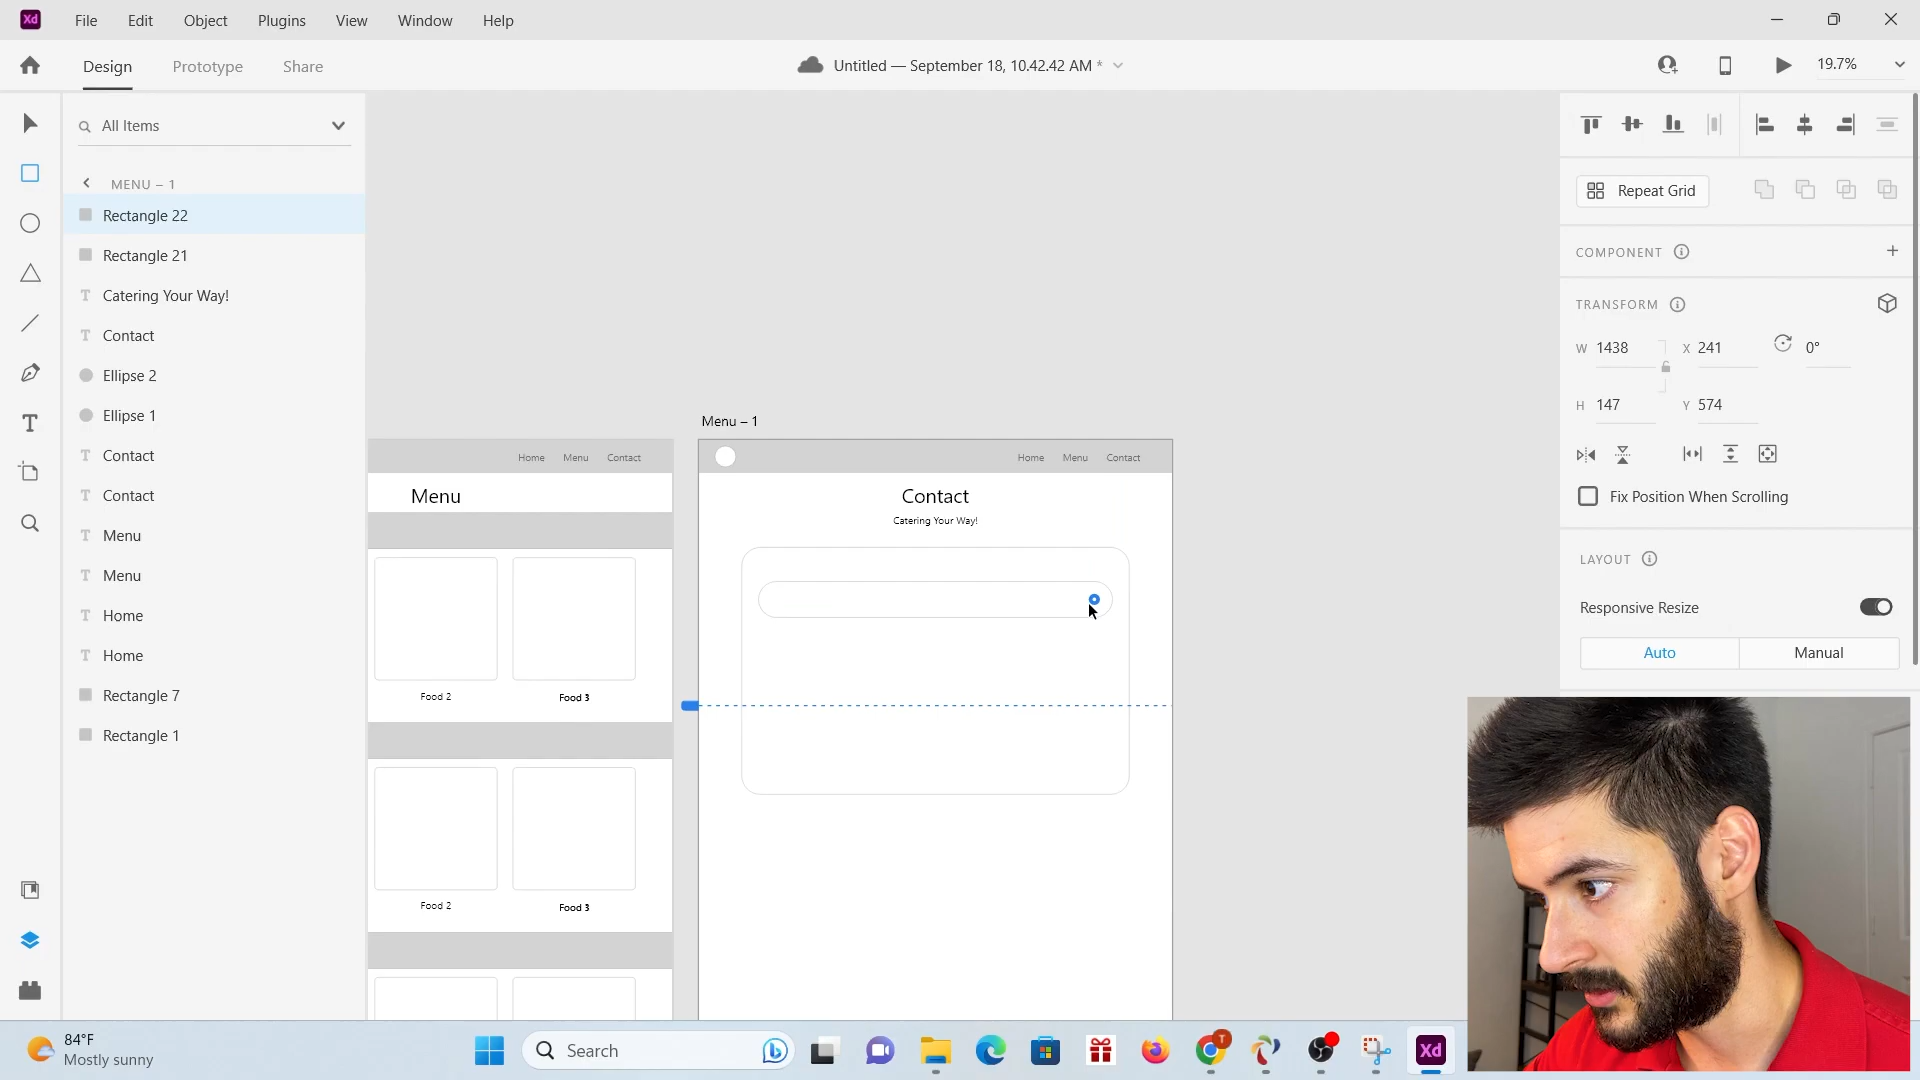 Xd File Edit Object Plugins View Window Help
Design Prototype Share
Untitled — September 18, 10.42.42 AM *
19.7%
All Items
MENU – 1
Rectangle 22
Rectangle 21
T Catering Your Way!
T Contact
Ellipse 2
Ellipse 1
T Contact
T Contact
T Menu
T Menu
T Home
T Home
Rectangle 7
Rectangle 1
Home Menu Contact
Menu
Food 2 Food 3
Food 2 Food 3
Menu – 1
Home Menu Contact
Contact
Catering Your Way!
Repeat Grid
COMPONENT
TRANSFORM
W 1438 X 241 0°
H 147 Y 574
Fix Position When Scrolling
LAYOUT
Responsive Resize
Auto Manual
84°F
Mostly sunny
Search
T
Xd